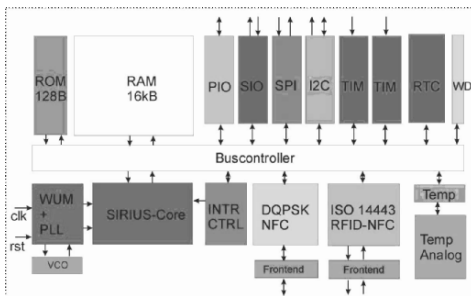 ROM
128B
RAM
16kB
PIO
SIO
SPI
I2C
TIM
TIM
RTC
WD
Buscontroller
clk
rst
WUM
+
PLL
VCO
SIRIUS-Core
INTR
CTRL
DQPSK
NFC
Frontend
ISO 14443
RFID-NFC
Frontend
Temp
Temp
Analog